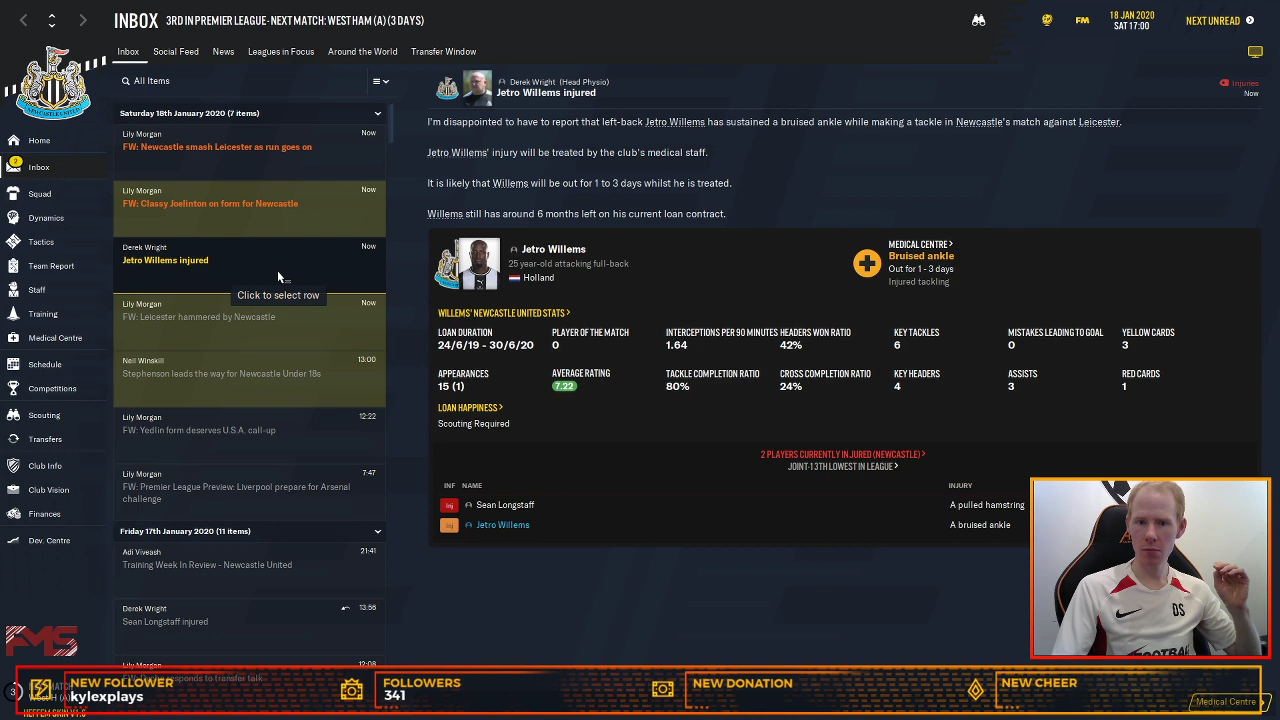 INBOX
3RD IN PREMIER LEAGUE-NEXT MATCH: WEST HAM (A) (3 DAYS)
FM
18 JAN 2020
SAT 17:00
NEXT UNREAD
Inbox Social Feed News Leagues in Focus Around the World Transfer Window
NEWCASTLE UNITED
Home
2
Inbox
Squad
Dynamics
Tactics
Team Report
Staff
Training
Medical Centre
Schedule
Competitions
Scouting
Transfers
Club Info
Club Vision
Finances
Dev. Centre
All Items
Saturday 18th January 2020 (7 items)
Lily Morgan Now
FW: Newcastle smash Leicester as run goes on
Lily Morgan Now
FW: Classy Joelinton on form for Newcastle
Derek Wright Now
Jetro Willems injured
Click to select row
Lily Morgan Now
FW: Leicester hammered by Newcastle
Neil Winskill 13:00
Stephenson leads the way for Newcastle Under 18s
Lily Morgan 12:22
FW: Yedlin form deserves U.S.A. call-up
Lily Morgan 7:47
FW: Premier League Preview: Liverpool prepare for Arsenal
challenge
Friday 17th January 2020 (11 items)
Adi Viveash 21:41
Training Week In Review - Newcastle United
Derek Wright 13:56
Sean Longstaff injured
Lily Morgan 12:08
Derek Wright (Head Physio)
Jetro Willems injured
Injuries
Now
I'm disappointed to have to report that left-back Jetro Willems has sustained a bruised ankle while making a tackle in Newcastle's match against Leicester.
Jetro Willems' injury will be treated by the club's medical staff.
It is likely that Willems will be out for 1 to 3 days whilst he is treated.
Willems still has around 6 months left on his current loan contract.
Jetro Willems
25 year-old attacking full-back
Holland
MEDICAL CENTRE
Bruised ankle
Out for 1 - 3 days
Injured tackling
WILLEMS' NEWCASTLE UNITED STATS
LOAN DURATION PLAYER OF THE MATCH INTERCEPTIONS PER 90 MINUTES HEADERS WON RATIO KEY TACKLES MISTAKES LEADING TO GOAL YELLOW CARDS
24/6/19 - 30/6/20 0 1.64 42% 6 0 3
APPEARANCES AVERAGE RATING TACKLE COMPLETION RATIO CROSS COMPLETION RATIO KEY HEADERS ASSISTS RED CARDS
15 (1) 7.22 80% 24% 4 3 1
LOAN HAPPINESS
Scouting Required
2 PLAYERS CURRENTLY INJURED (NEWCASTLE)
JOINT-13TH LOWEST IN LEAGUE
INF NAME INJURY
Inj Sean Longstaff A pulled hamstring
Inj Jetro Willems A bruised ankle
DS
FMS
NEW FOLLOWER
kylexplays
FOLLOWERS
341
NEW DONATION
NEW CHEER
Medical Centre